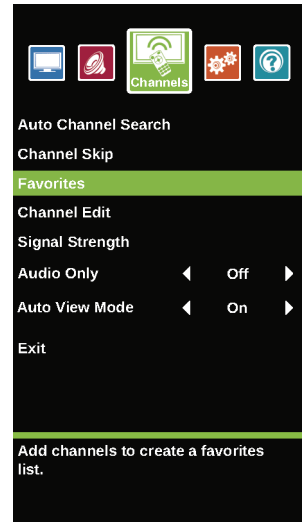 Channels
Auto Channel Search
Channel Skip
Favorites
Channel Edit
Signal Strength
Audio Only Off
Auto View Mode On
Exit
Add channels to create a favorites
list.